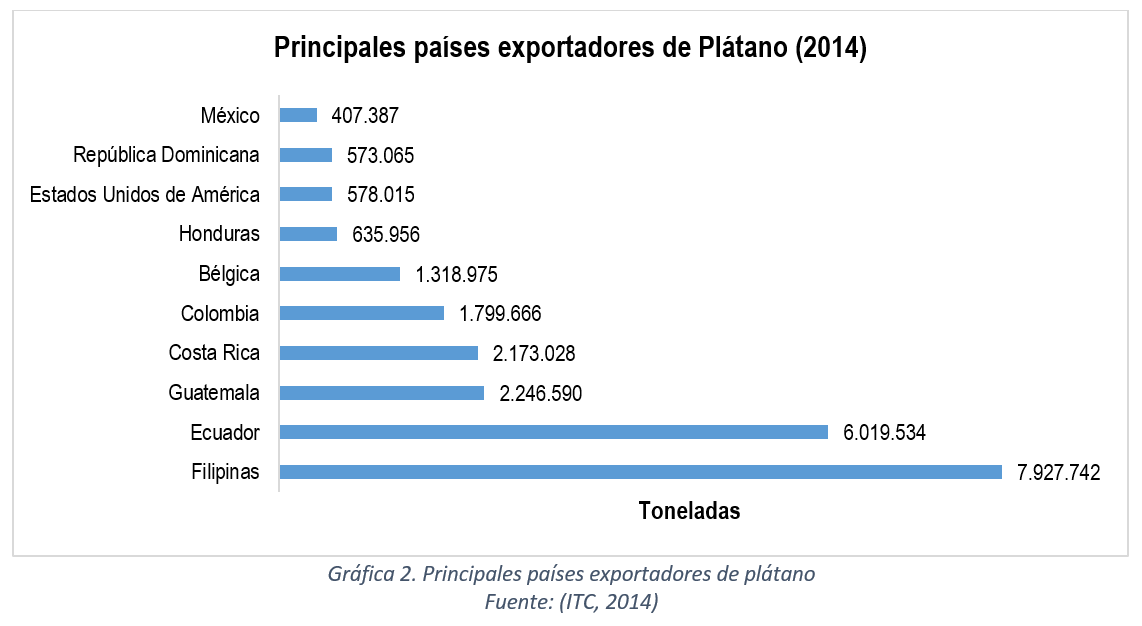 Principales países exportadores de Plátano (2014)
México 407.387
República Dominicana 573.065
Estados Unidos de América 578.015
Honduras 635.956
Bélgica 1.318.975
Colombia 1.799.666
Costa Rica 2.173.028
Guatemala 2.246.590
Ecuador 6.019.534
Filipinas 7.927.742
Toneladas
Gráfica 2. Principales países exportadores de plátano
Fuente: (ITC, 2014)